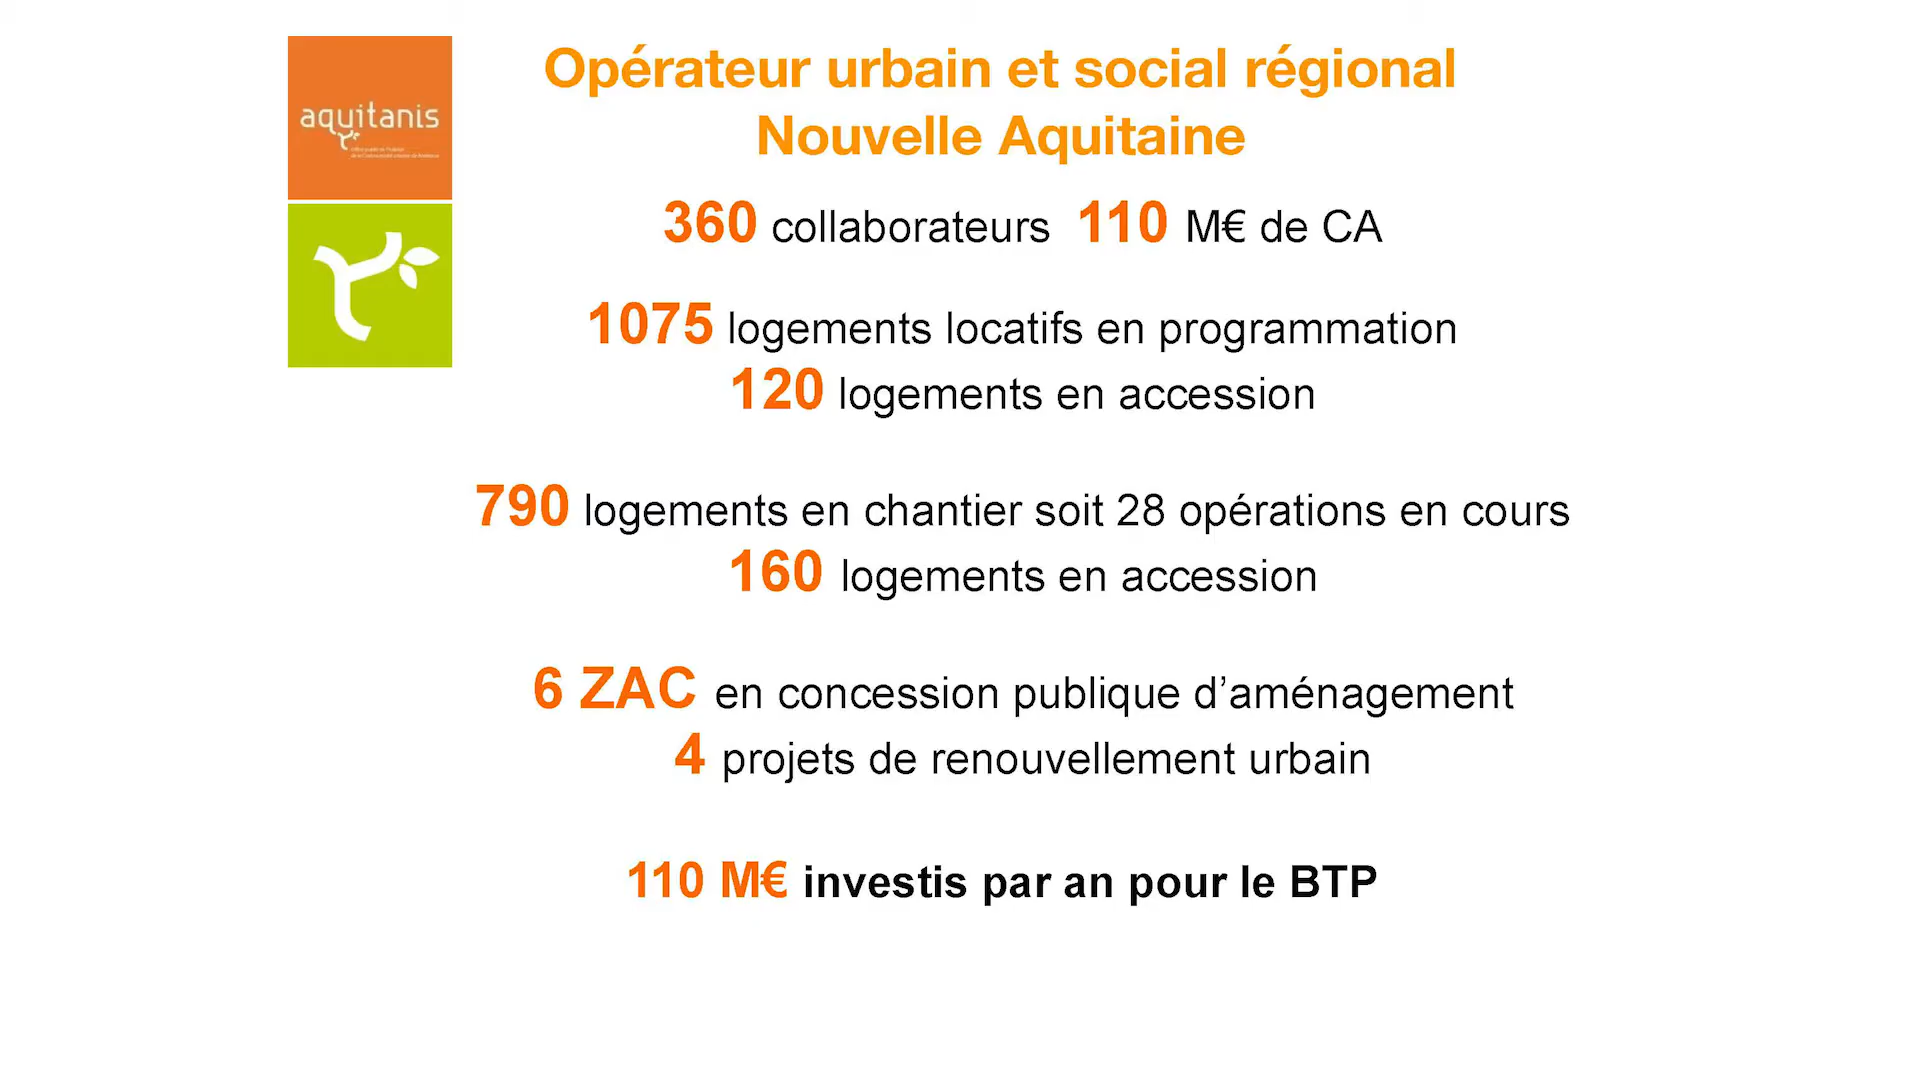 aquitanis
Opérateur urbain et social régional
Nouvelle Aquitaine
360 collaborateurs 110 M€ de CA
1075 logements locatifs en programmation
120 logements en accession
790 logements en chantier soit 28 opérations en cours
160 logements en accession
6 ZAC en concession publique d’aménagement
4 projets de renouvellement urbain
110 M€ investis par an pour le BTP